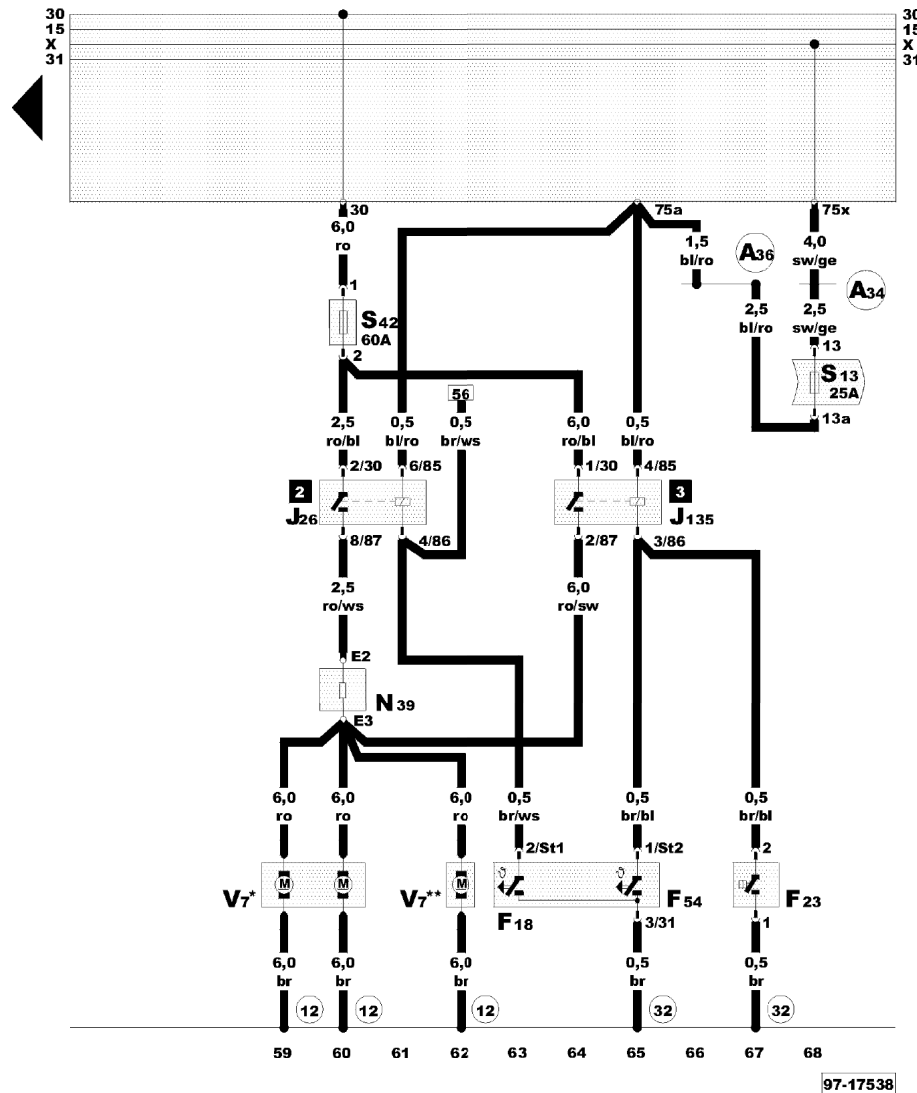 30 30
15 15
X X
31 31
30 75a 75x
6,0 1,5 4,0
ro bl/ro A36 sw/ge
A34
1 2,5 2,5
bl/ro sw/ge
S42 13
60A S13
2 25A
56 13a
2,5 0,5 0,5 6,0 0,5
ro/bl bl/ro br/ws ro/bl bl/ro
2/30 6/85 1/30 4/85
2 3
J26 J135
8/87 4/86 2/87 3/86
2,5 6,0
ro/ws ro/sw
E2
N39
E3
6,0 6,0 6,0 0,5 0,5 0,5
ro ro ro br/ws br/bl br/bl
2/St1 1/St2 2
M M M
V7* V7** F54 F23
F18 3/31 1
6,0 6,0 6,0 0,5 0,5
br br br br br
12 12 12 32 32
59 60 61 62 63 64 65 66 67 68
97-17538